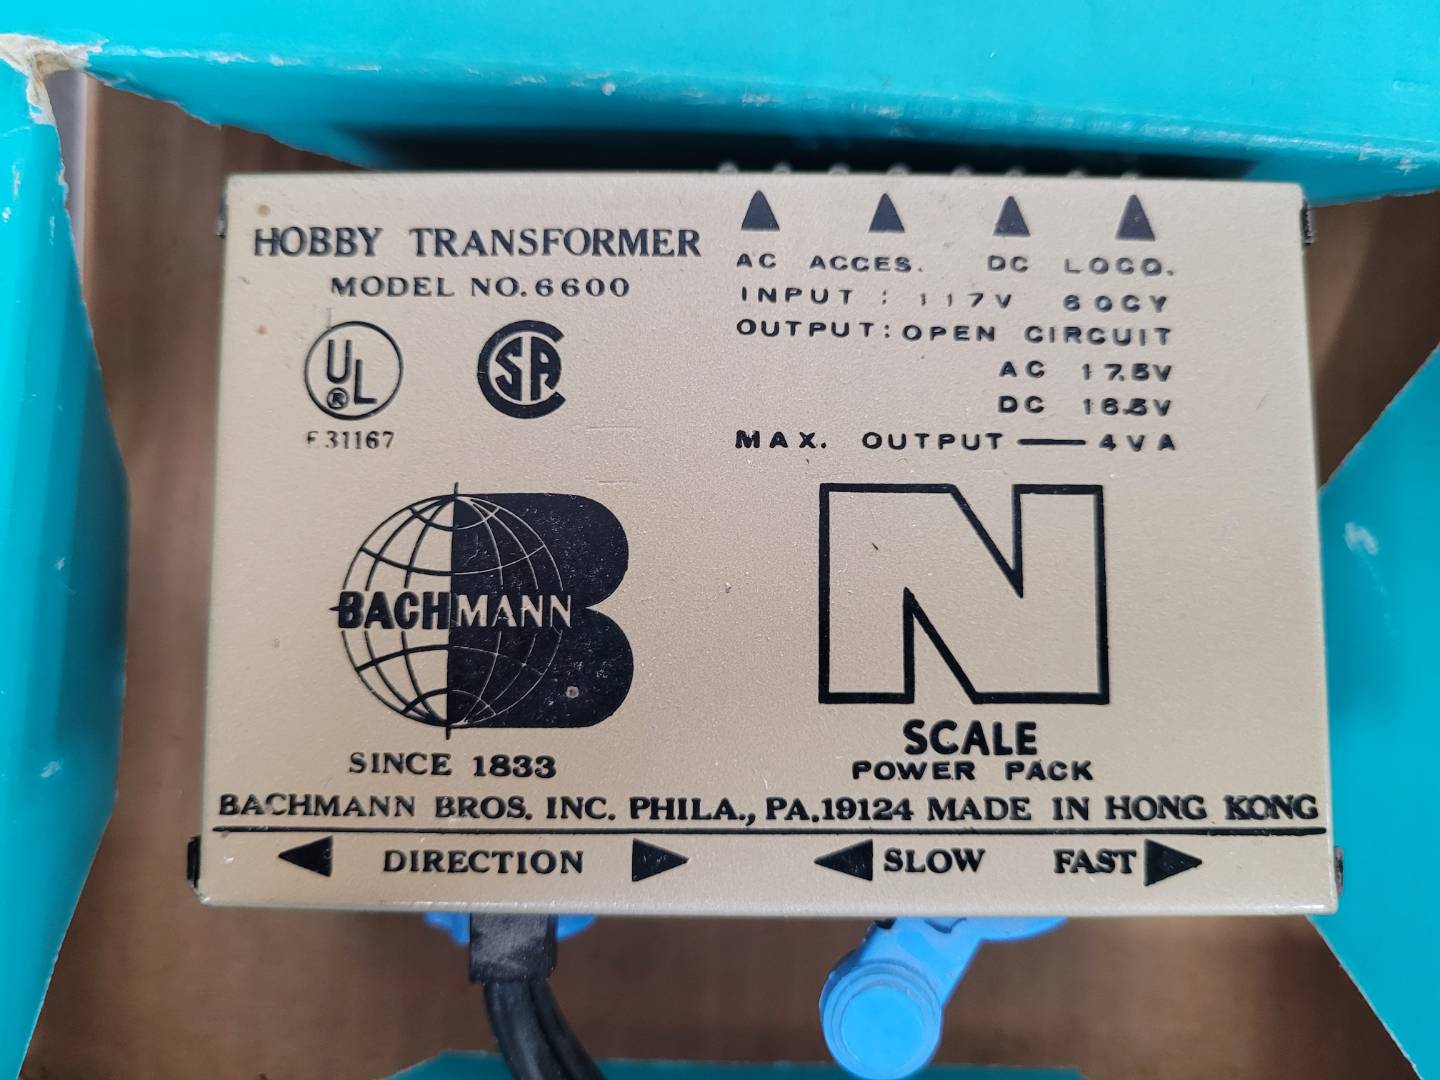 HOBBY TRANSFORMER
MODEL NO. 6600
UL
®
E31167
CSA
AC ACCES. DC LOCO.
INPUT : 117V 60CY
OUTPUT: OPEN CIRCUIT
AC 17.5V
DC 16.5V
MAX. OUTPUT — 4VA
BACHMANN
B
SINCE 1833
N
SCALE
POWER PACK
BACHMANN BROS. INC. PHILA., PA.19124 MADE IN HONG KONG
DIRECTION
SLOW FAST